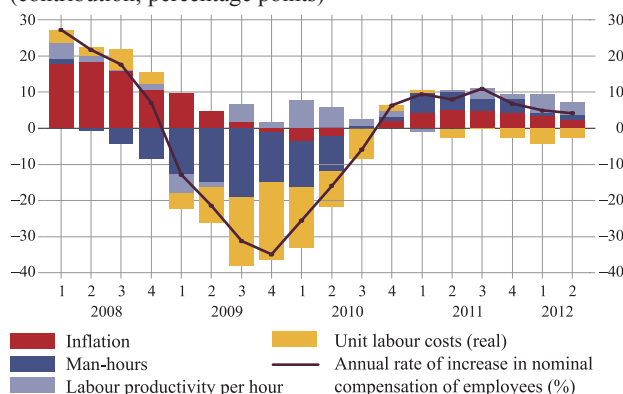 (contribution; percentage points)
30 30
20 20
10 10
0 0
–10 –10
–20 –20
–30 –30
–40 –40
1 2 3 4 1 2 3 4 1 2 3 4 1 2 3 4 1 2
2008 2009 2010 2011 2012
Inflation
Man-hours
Labour productivity per hour
Unit labour costs (real)
Annual rate of increase in nominal
compensation of employees (%)